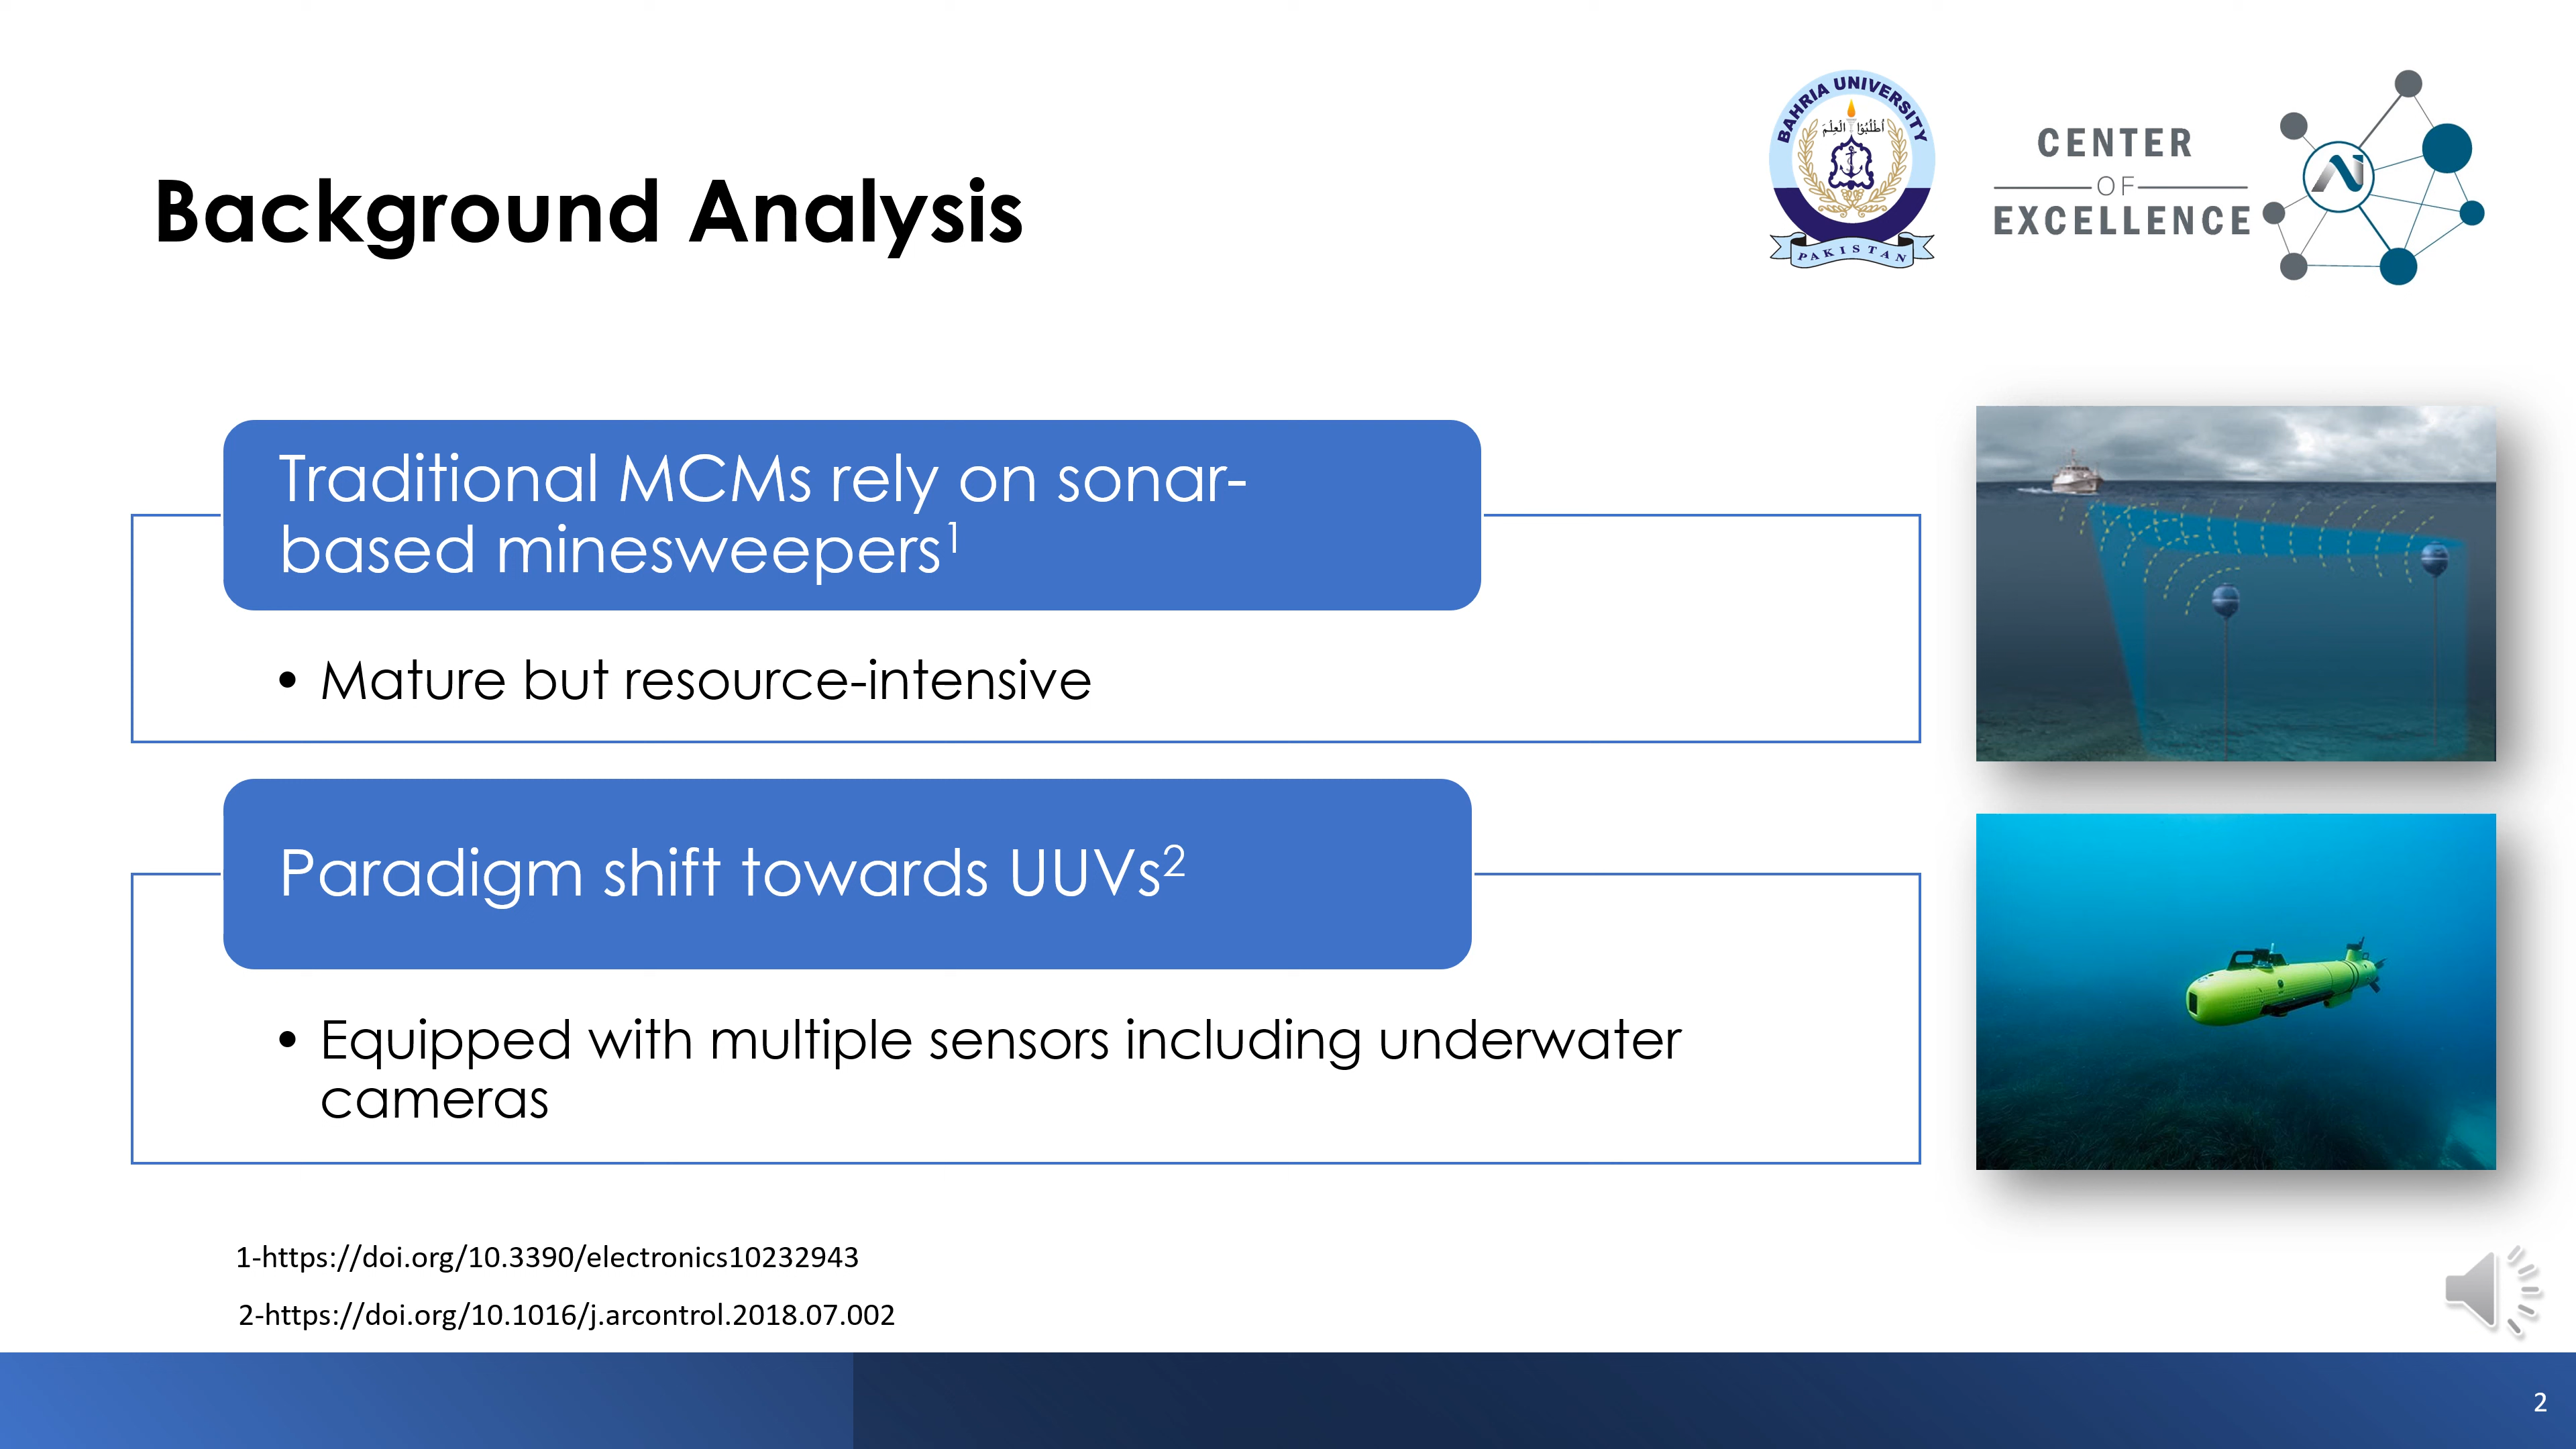 Background Analysis
BAHRIA UNIVERSITY
اُطْلُبُوا الْعِلْمَ
PAKISTAN
CENTER
OF
EXCELLENCE
Traditional MCMs rely on sonar-
based minesweepers¹
• Mature but resource-intensive
Paradigm shift towards UUVs²
• Equipped with multiple sensors including underwater
cameras
1-https://doi.org/10.3390/electronics10232943
2-https://doi.org/10.1016/j.arcontrol.2018.07.002
2